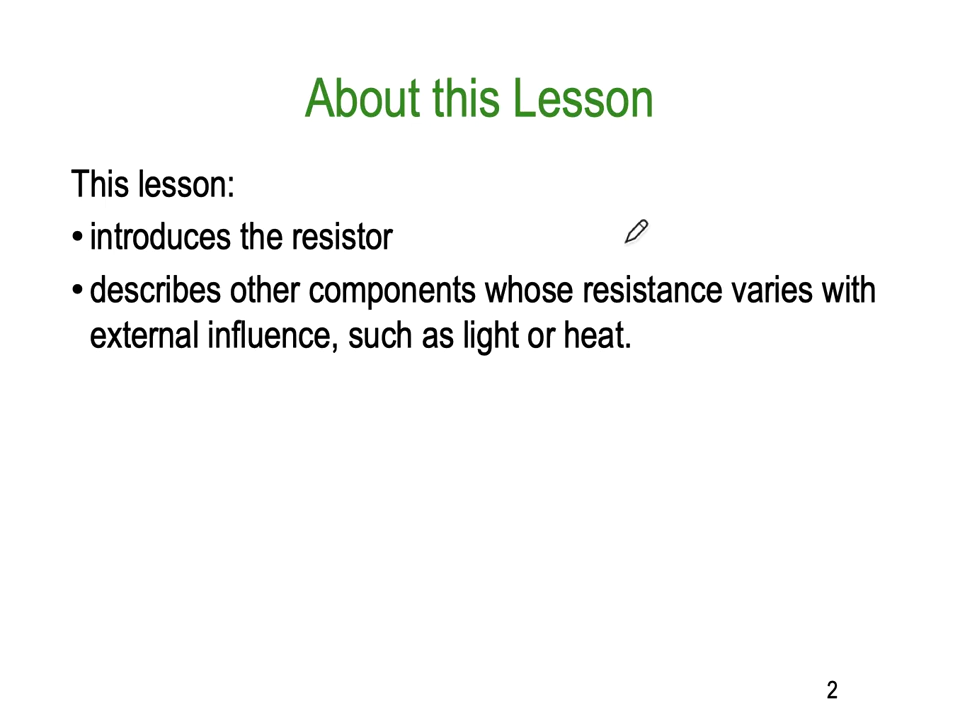 About this Lesson
This lesson:
• introduces the resistor
• describes other components whose resistance varies with
external influence, such as light or heat.
2